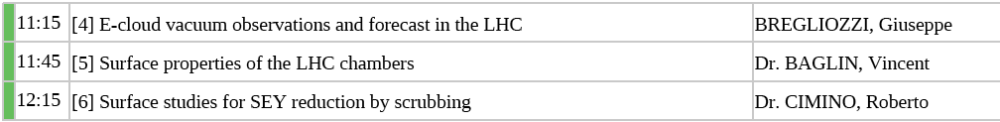 11:15 [4] E-cloud vacuum observations and forecast in the LHC BREGLIOZZI, Giuseppe
11:45 [5] Surface properties of the LHC chambers Dr. BAGLIN, Vincent
12:15 [6] Surface studies for SEY reduction by scrubbing Dr. CIMINO, Roberto